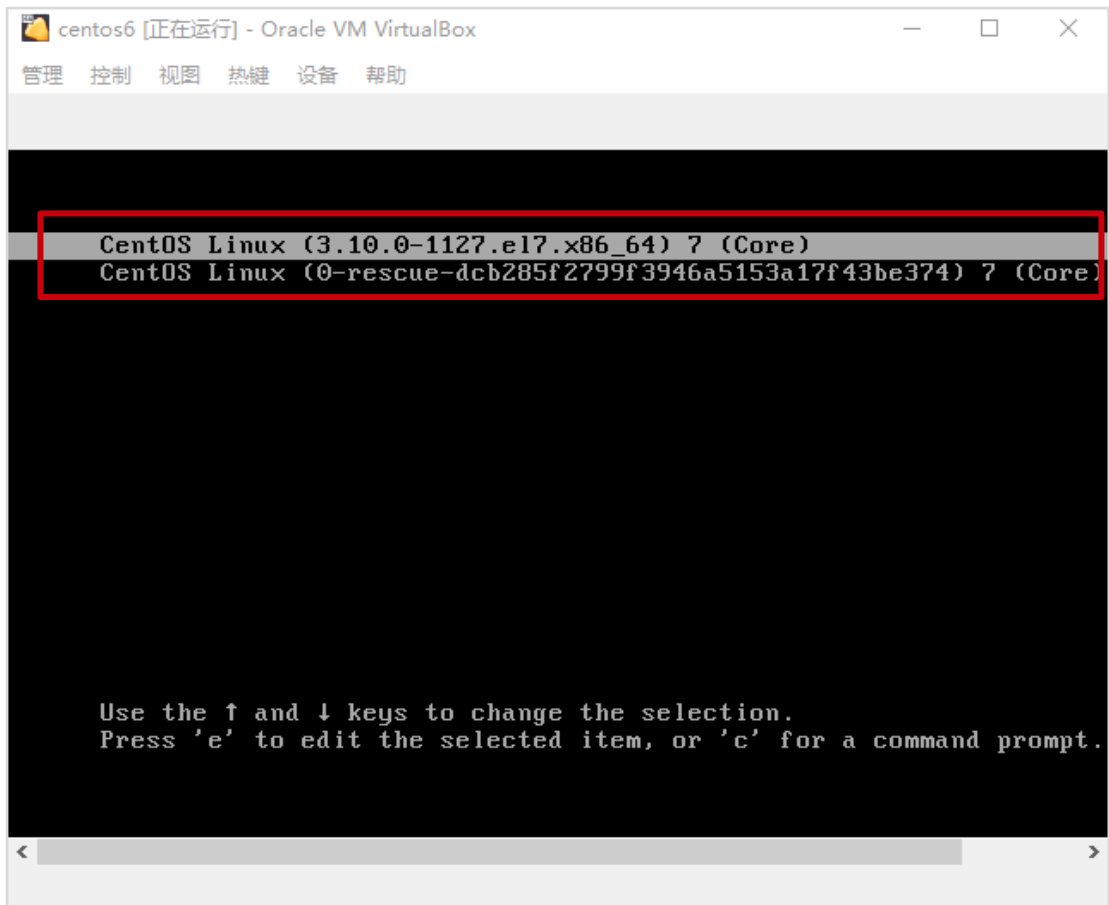 centos6 [正在运行] - Oracle VM VirtualBox
管理 控制 视图 热键 设备 帮助
CentOS Linux (3.10.0-1127.el7.x86_64) 7 (Core)
CentOS Linux (0-rescue-dcb285f2799f3946a5153a17f43be374) 7 (Core)
Use the ↑ and ↓ keys to change the selection.
Press 'e' to edit the selected item, or 'c' for a command prompt.